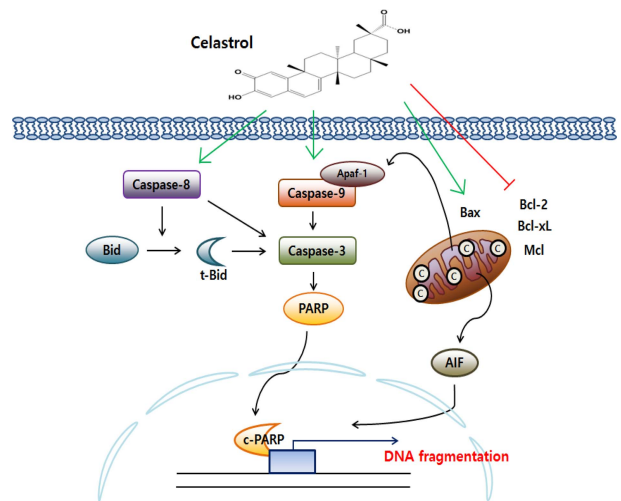 Celastrol
O
OH
O
HO
Apaf-1
Caspase-8
Caspase-9
Bax
Bcl-2
Bcl-xL
Mcl
Bid
t-Bid
Caspase-3
C
C
C
C
C
C
PARP
AIF
c-PARP
DNA fragmentation